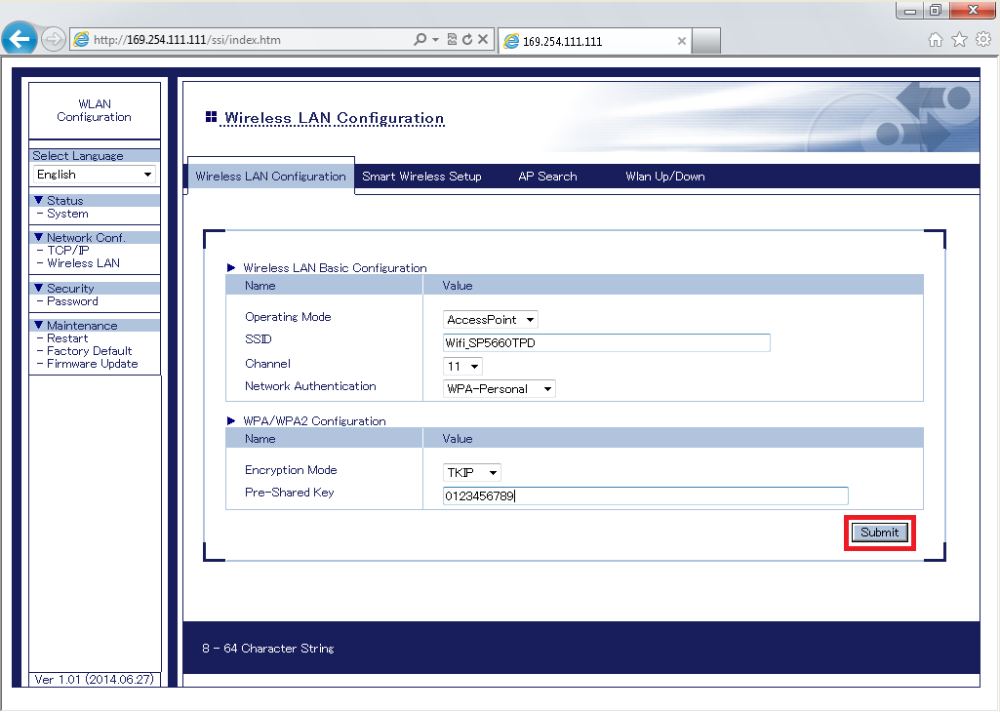 http://169.254.111.111/ssi/index.htm
169.254.111.111
WLAN
Configuration
Select Language
English
▼ Status
- System
▼ Network Conf.
- TCP/IP
- Wireless LAN
▼ Security
- Password
▼ Maintenance
- Restart
- Factory Default
- Firmware Update
Ver 1.01 (2014.06.27)
Wireless LAN Configuration
Wireless LAN Configuration Smart Wireless Setup AP Search Wlan Up/Down
Wireless LAN Basic Configuration
Name Value
Operating Mode AccessPoint
SSID Wifi_SP5660TPD
Channel 11
Network Authentication WPA-Personal
WPA/WPA2 Configuration
Name Value
Encryption Mode TKIP
Pre-Shared Key 0123456789
Submit
8 - 64 Character String